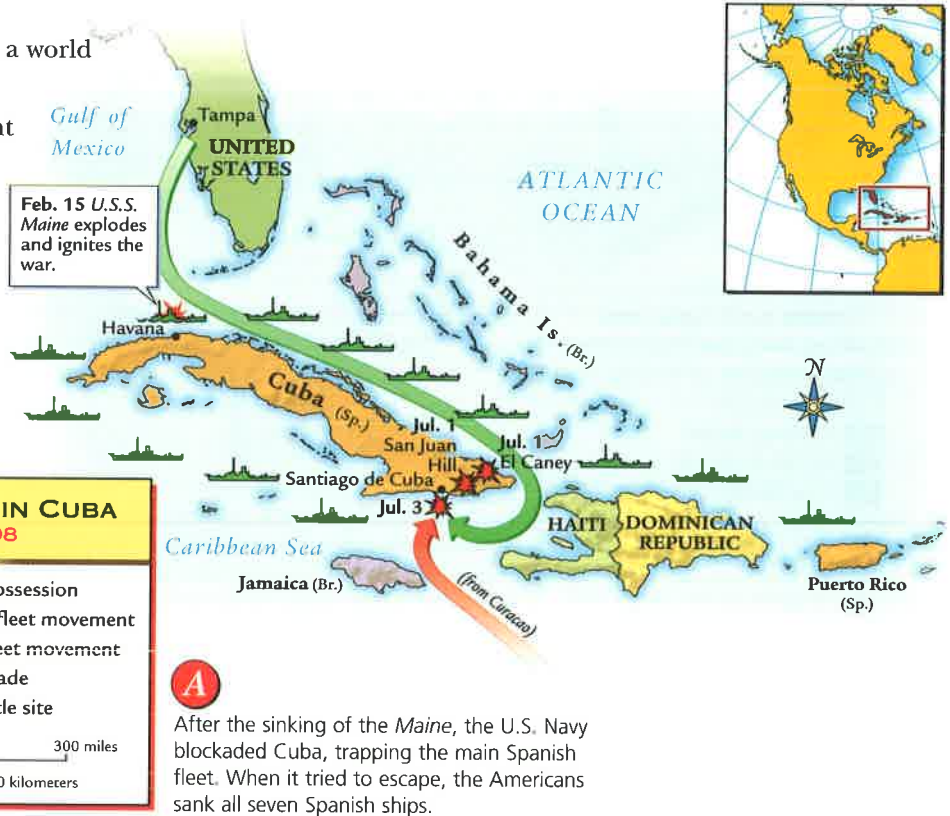 a world
Gulf of
Mexico
Tampa
UNITED
STATES
ATLANTIC
OCEAN
Feb. 15 U.S.S.
Maine explodes
and ignites the
war.
Bahama Is. (Br.)
Havana
Cuba (Sp.)
N
Jul. 1
San Juan
Hill
Jul. 1
El Caney
Santiago de Cuba
Jul. 3
HAITI
DOMINICAN
REPUBLIC
Caribbean Sea
Jamaica (Br.)
(from Curacao)
Puerto Rico
(Sp.)
IN CUBA
ossession
fleet movement
eet movement
ade
tle site
300 miles
0 kilometers
A
After the sinking of the Maine, the U.S. Navy
blockaded Cuba, trapping the main Spanish
fleet. When it tried to escape, the Americans
sank all seven Spanish ships.